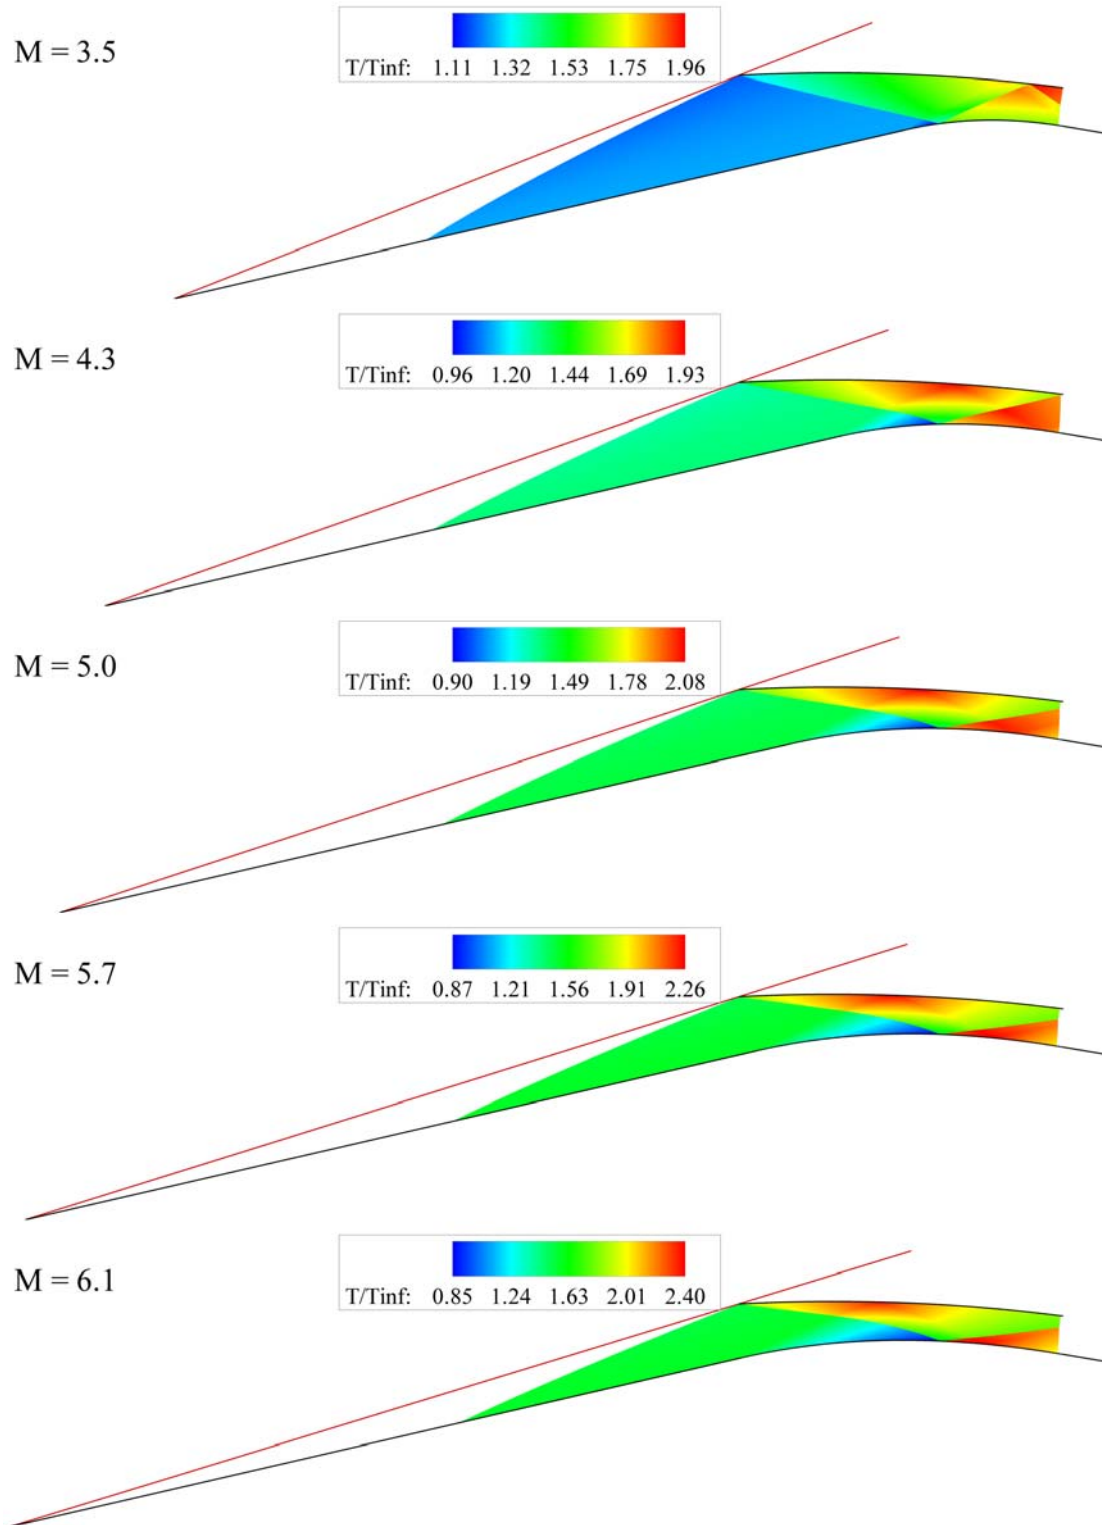 M = 3.5
T/Tinf: 1.11 1.32 1.53 1.75 1.96
M = 4.3
T/Tinf: 0.96 1.20 1.44 1.69 1.93
M = 5.0
T/Tinf: 0.90 1.19 1.49 1.78 2.08
M = 5.7
T/Tinf: 0.87 1.21 1.56 1.91 2.26
M = 6.1
T/Tinf: 0.85 1.24 1.63 2.01 2.40